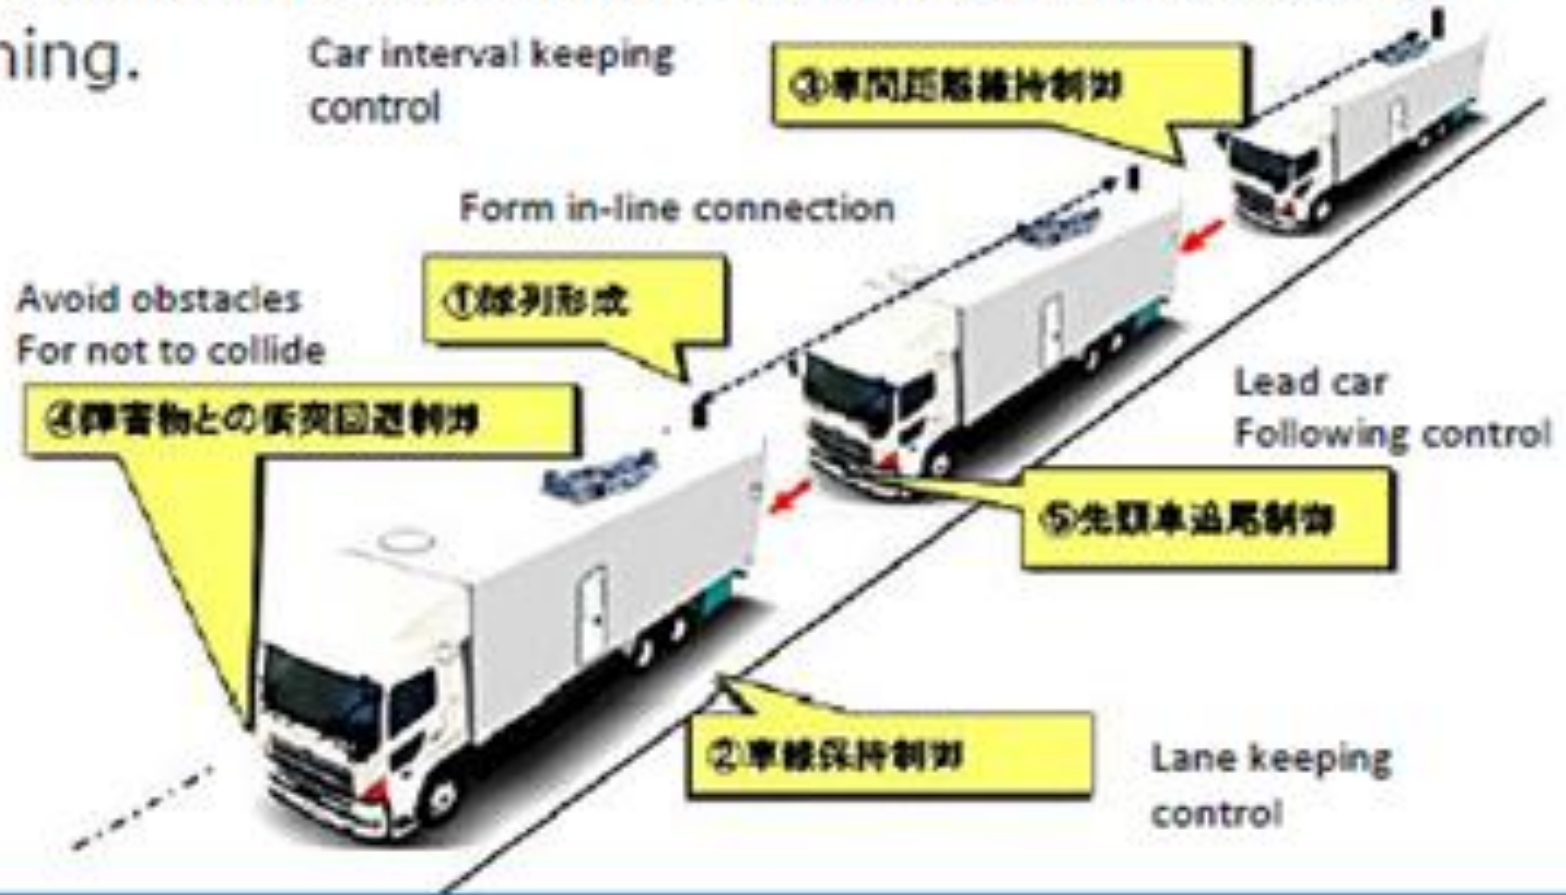 ning.
Car interval keeping
control
③車間距離維持制御
Form in-line connection
①隊列形成
Avoid obstacles
For not to collide
④障害物との衝突回避制御
Lead car
Following control
⑤先頭車追尾制御
②車線保持制御
Lane keeping
control